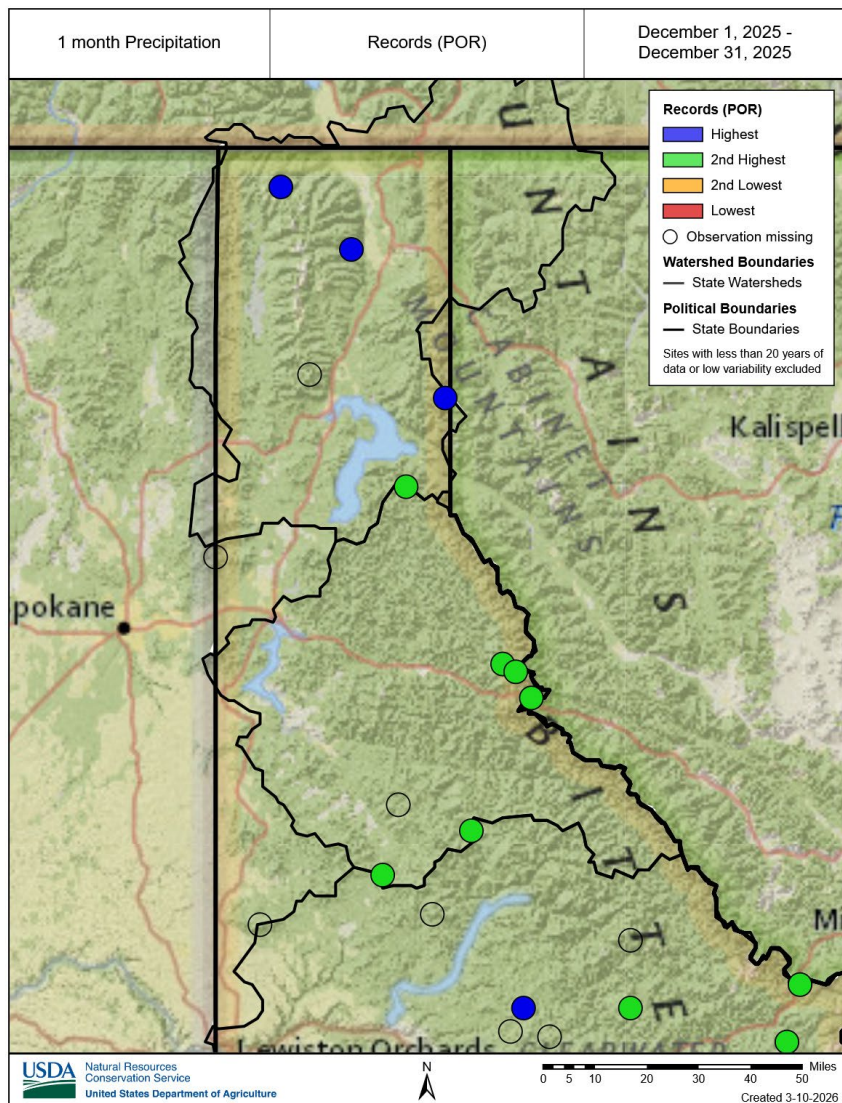 1 month Precipitation
Records (POR)
December 1, 2025 -
December 31, 2025
Records (POR)
Highest
2nd Highest
2nd Lowest
Lowest
Observation missing
Watershed Boundaries
State Watersheds
Political Boundaries
State Boundaries
Sites with less than 20 years of
data or low variability excluded
U N T A I N S
CABINET
MOUNTAINS
Kalispell
pokane
B I T T E
Mi
Lewiston Orchards
CLEARWATER
USDA
Natural Resources
Conservation Service
United States Department of Agriculture
N
0 5 10 20 30 40 50
Miles
Created 3-10-2026